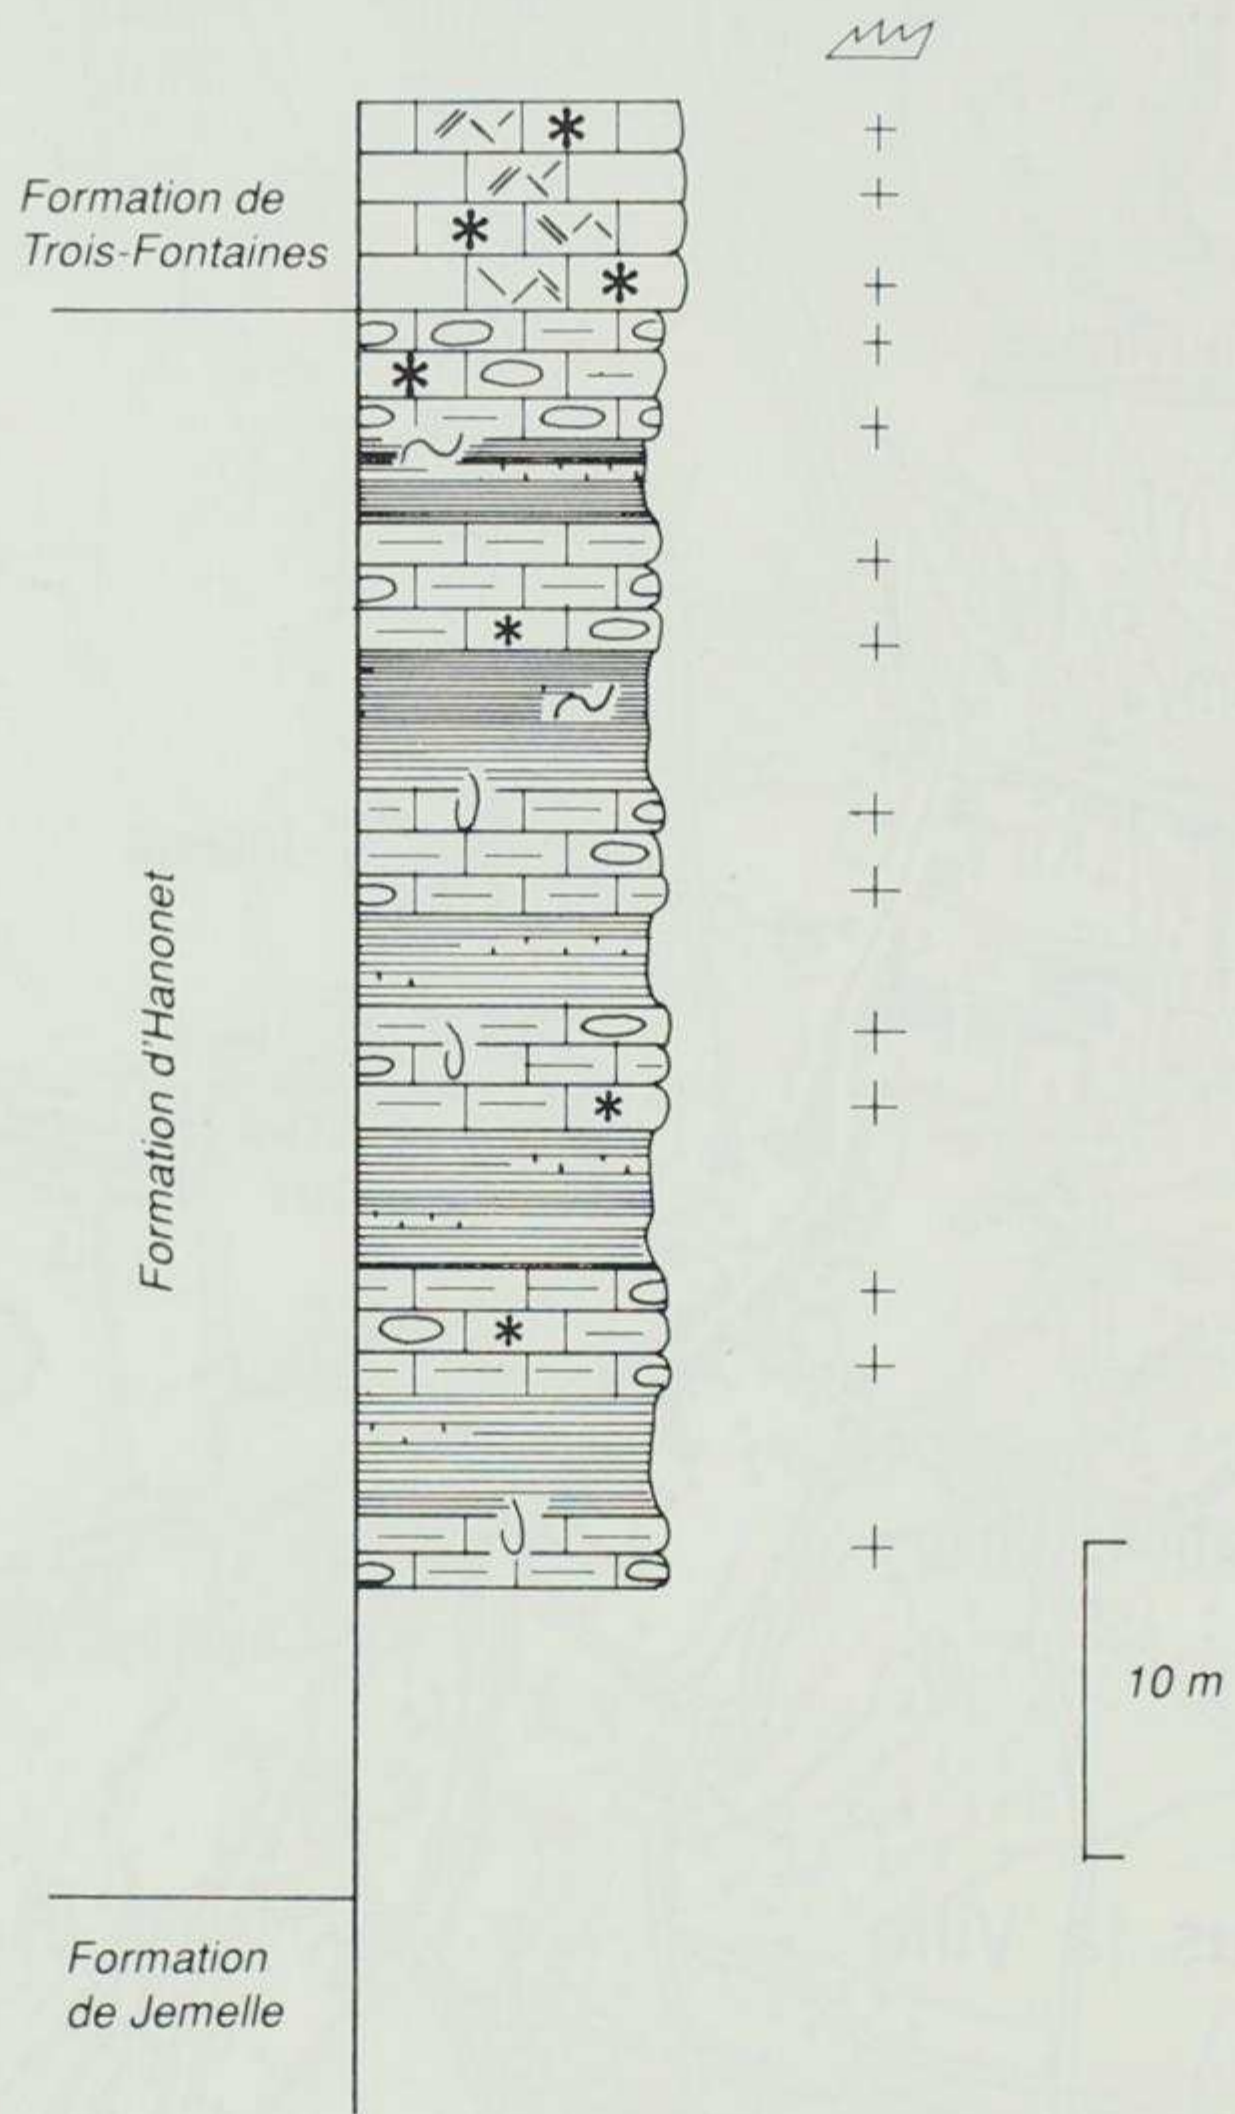 Formation de
Trois-Fontaines
Formation d'Hanonet
10 m
Formation
de Jemelle